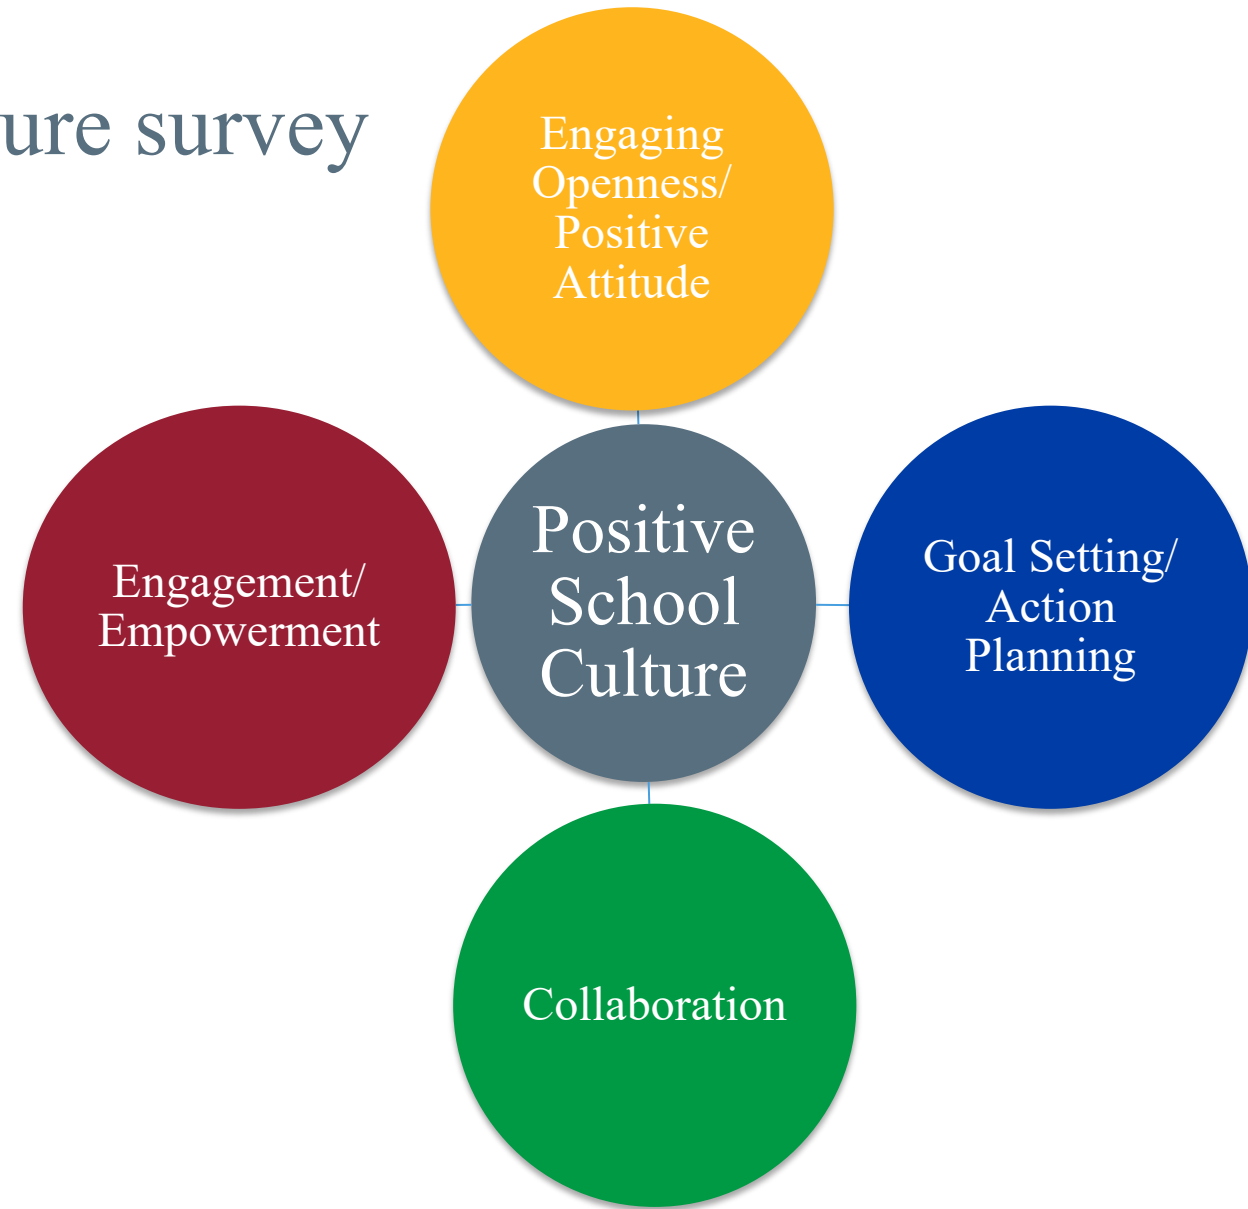 ure survey
Engaging
Openness/
Positive
Attitude
Engagement/
Empowerment
Positive
School
Culture
Goal Setting/
Action
Planning
Collaboration